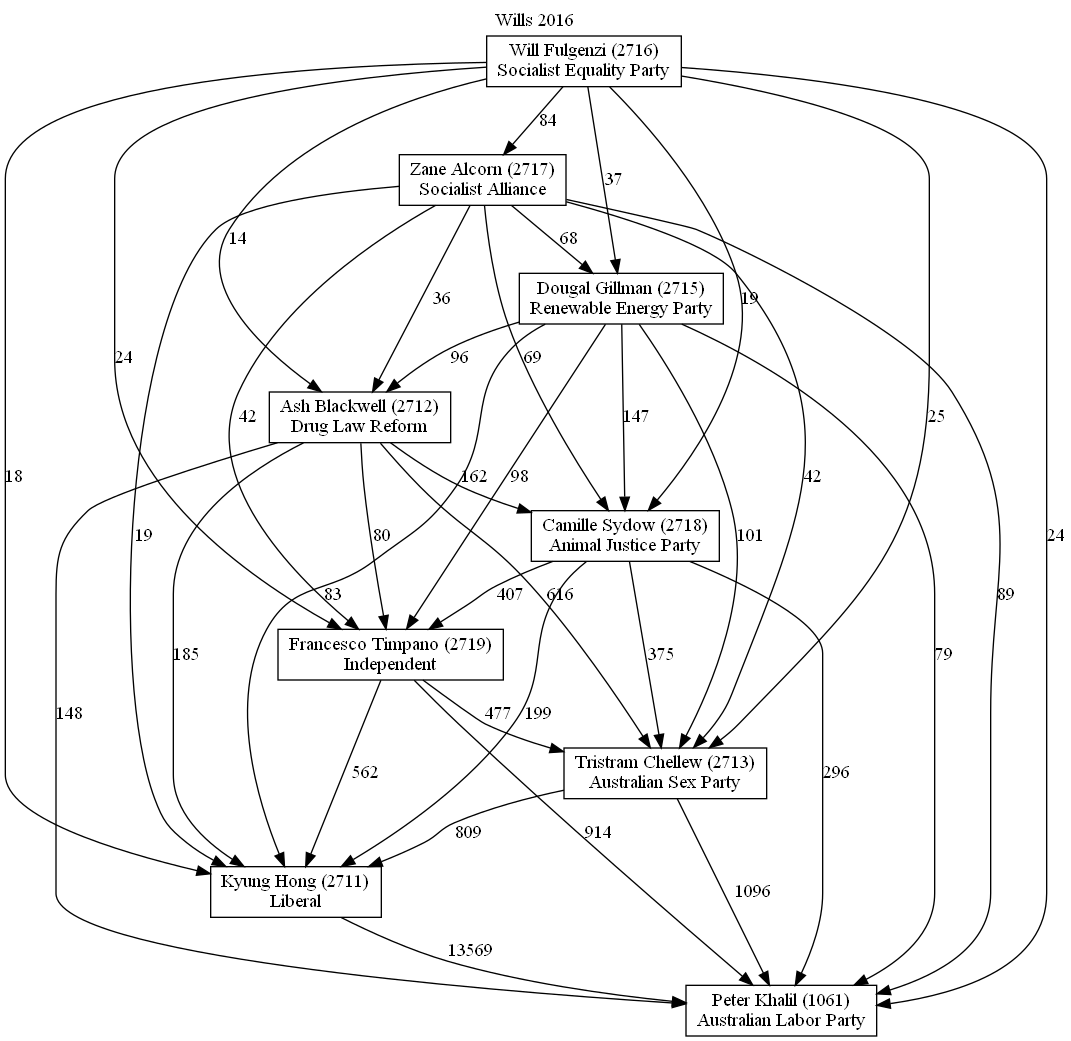 Wills 2016
Will Fulgenzi (2716)
Socialist Equality Party
84
Zane Alcorn (2717)
Socialist Alliance
37
14
68
19
36
Dougal Gillman (2715)
Renewable Energy Party
24
96
69
Ash Blackwell (2712)
Drug Law Reform
42
147
25
18
162
98
42
Camille Sydow (2718)
Animal Justice Party
19
80
101
24
83
407
616
89
Francesco Timpano (2719)
Independent
185
375
79
148
477
199
Tristram Chellew (2713)
Australian Sex Party
562
296
809
914
Kyung Hong (2711)
Liberal
1096
13569
Peter Khalil (1061)
Australian Labor Party